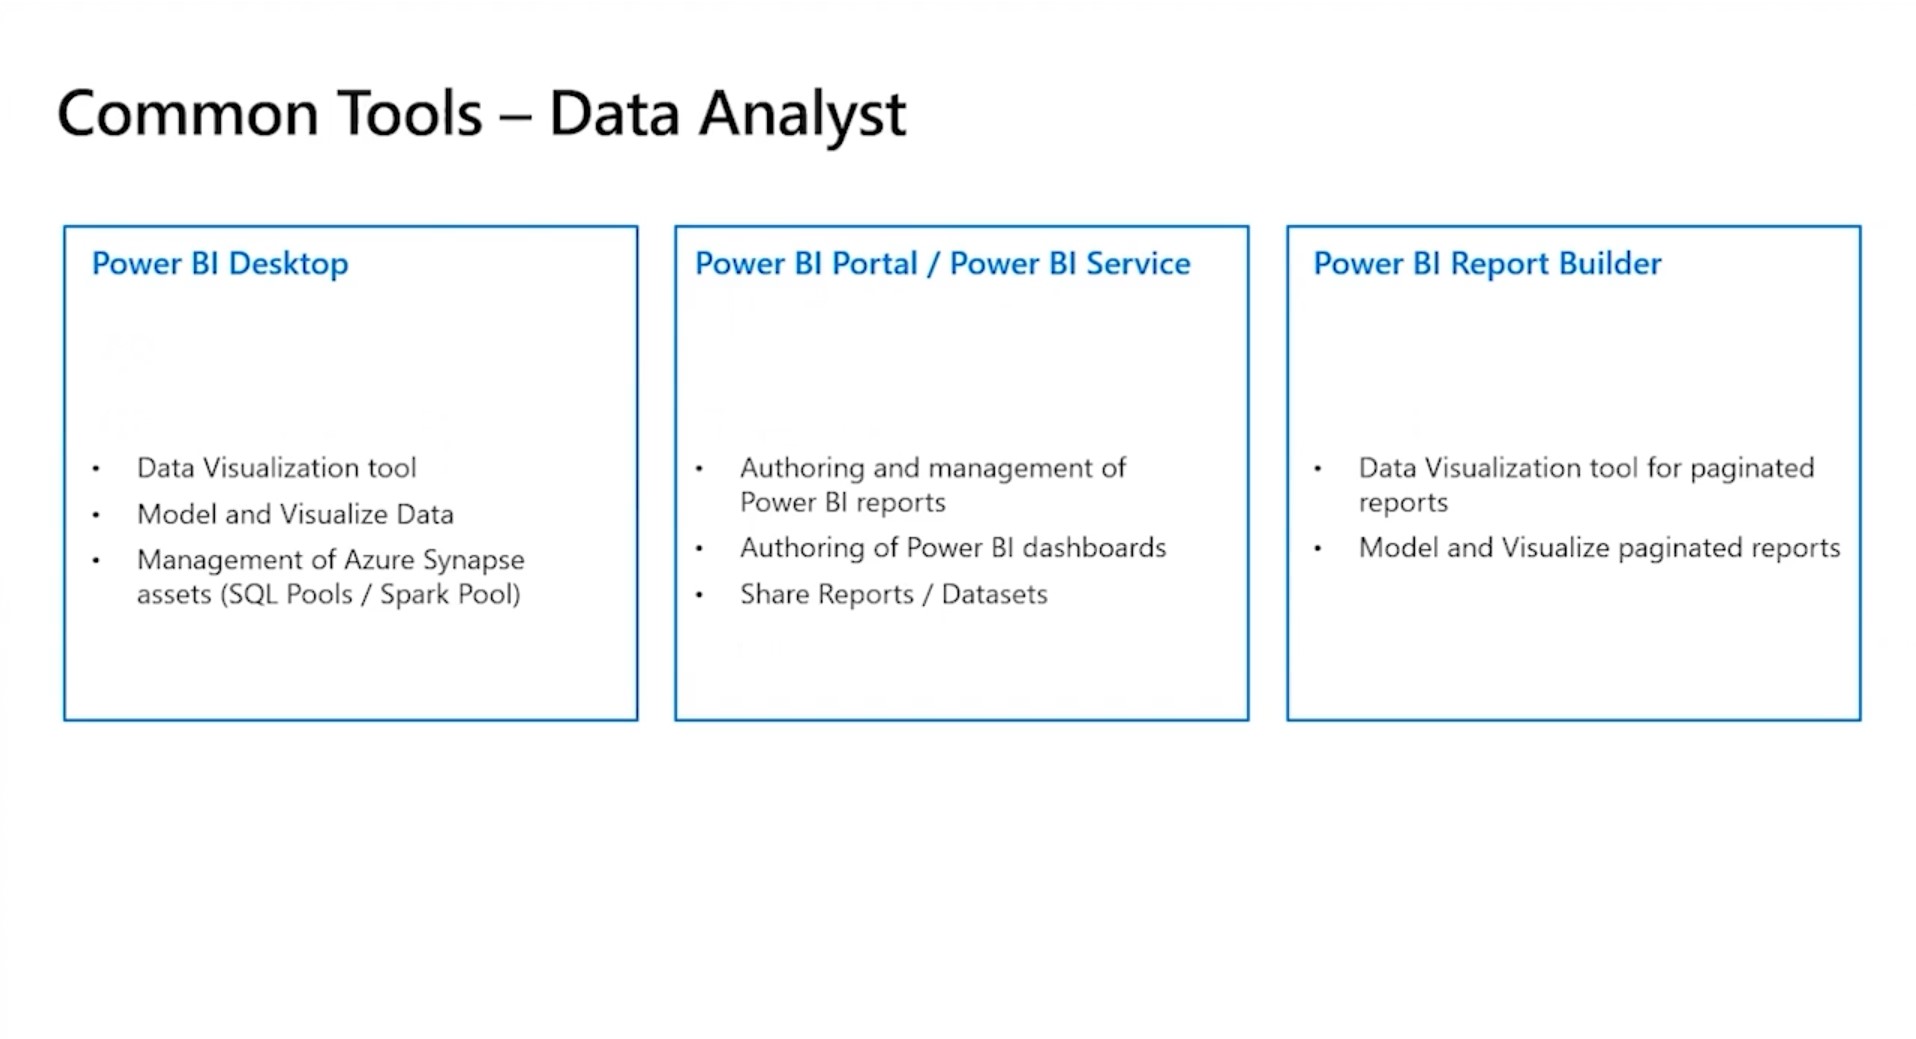 Common Tools – Data Analyst
Power BI Desktop
• Data Visualization tool
• Model and Visualize Data
• Management of Azure Synapse
assets (SQL Pools / Spark Pool)
Power BI Portal / Power BI Service
• Authoring and management of
Power BI reports
• Authoring of Power BI dashboards
• Share Reports / Datasets
Power BI Report Builder
• Data Visualization tool for paginated
reports
• Model and Visualize paginated reports